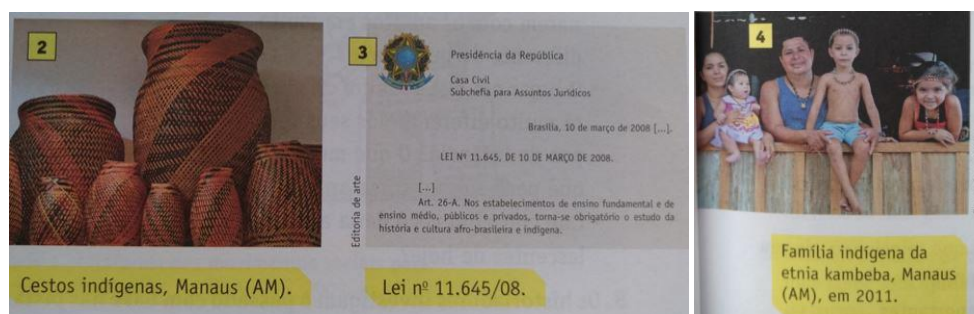 2
Cestos indígenas, Manaus (AM).
3
Presidência da República
Casa Civil
Subchefia para Assuntos Jurídicos
Brasília, 10 de março de 2008 [...].
LEI Nº 11.645, DE 10 DE MARÇO DE 2008.
[...]
Art. 26-A. Nos estabelecimentos de ensino fundamental e de
ensino médio, públicos e privados, torna-se obrigatório o estudo da
história e cultura afro-brasileira e indígena.
Editoria de arte
Lei nº 11.645/08.
4
Família indígena da
etnia kambeba, Manaus
(AM), em 2011.